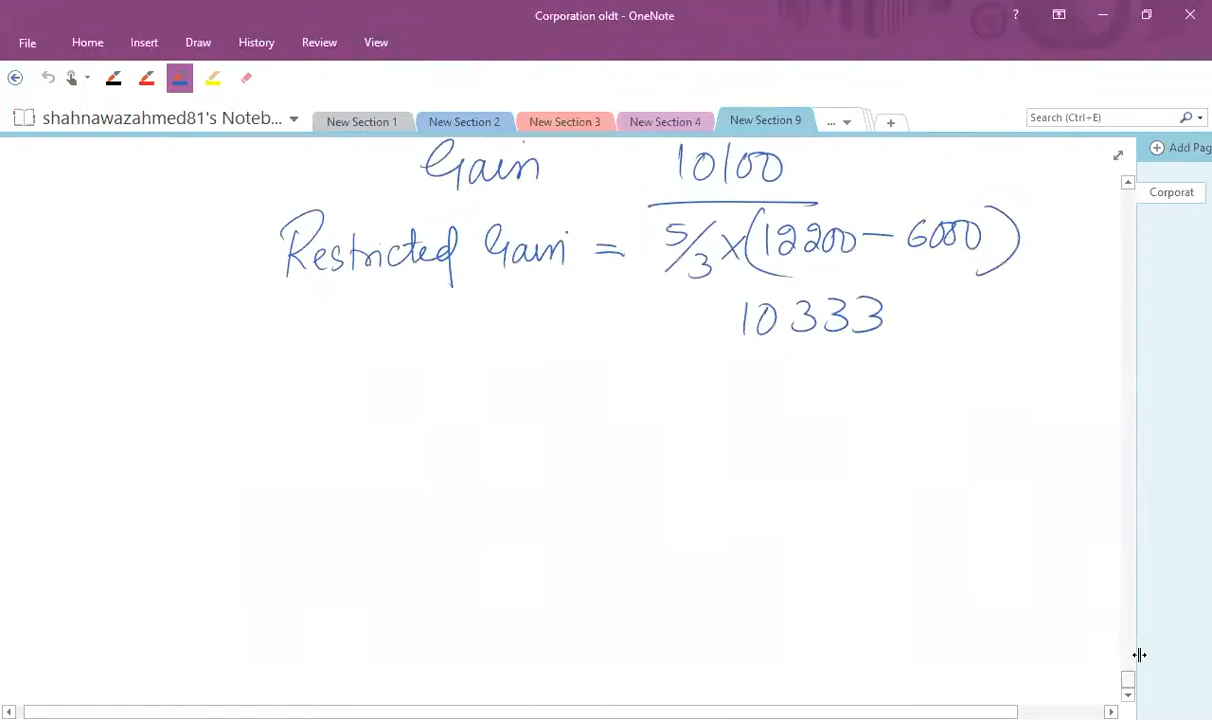 Corporation oldt - OneNote
?
File Home Insert Draw History Review View
shahnawazahmed81's Noteb...
New Section 1 New Section 2 New Section 3 New Section 4 New Section 9 ... +
Search (Ctrl+E)
Add Pag
Corporat
Gain 10100
Restricted Gain = 5/3 × (12200 - 6000)
10333